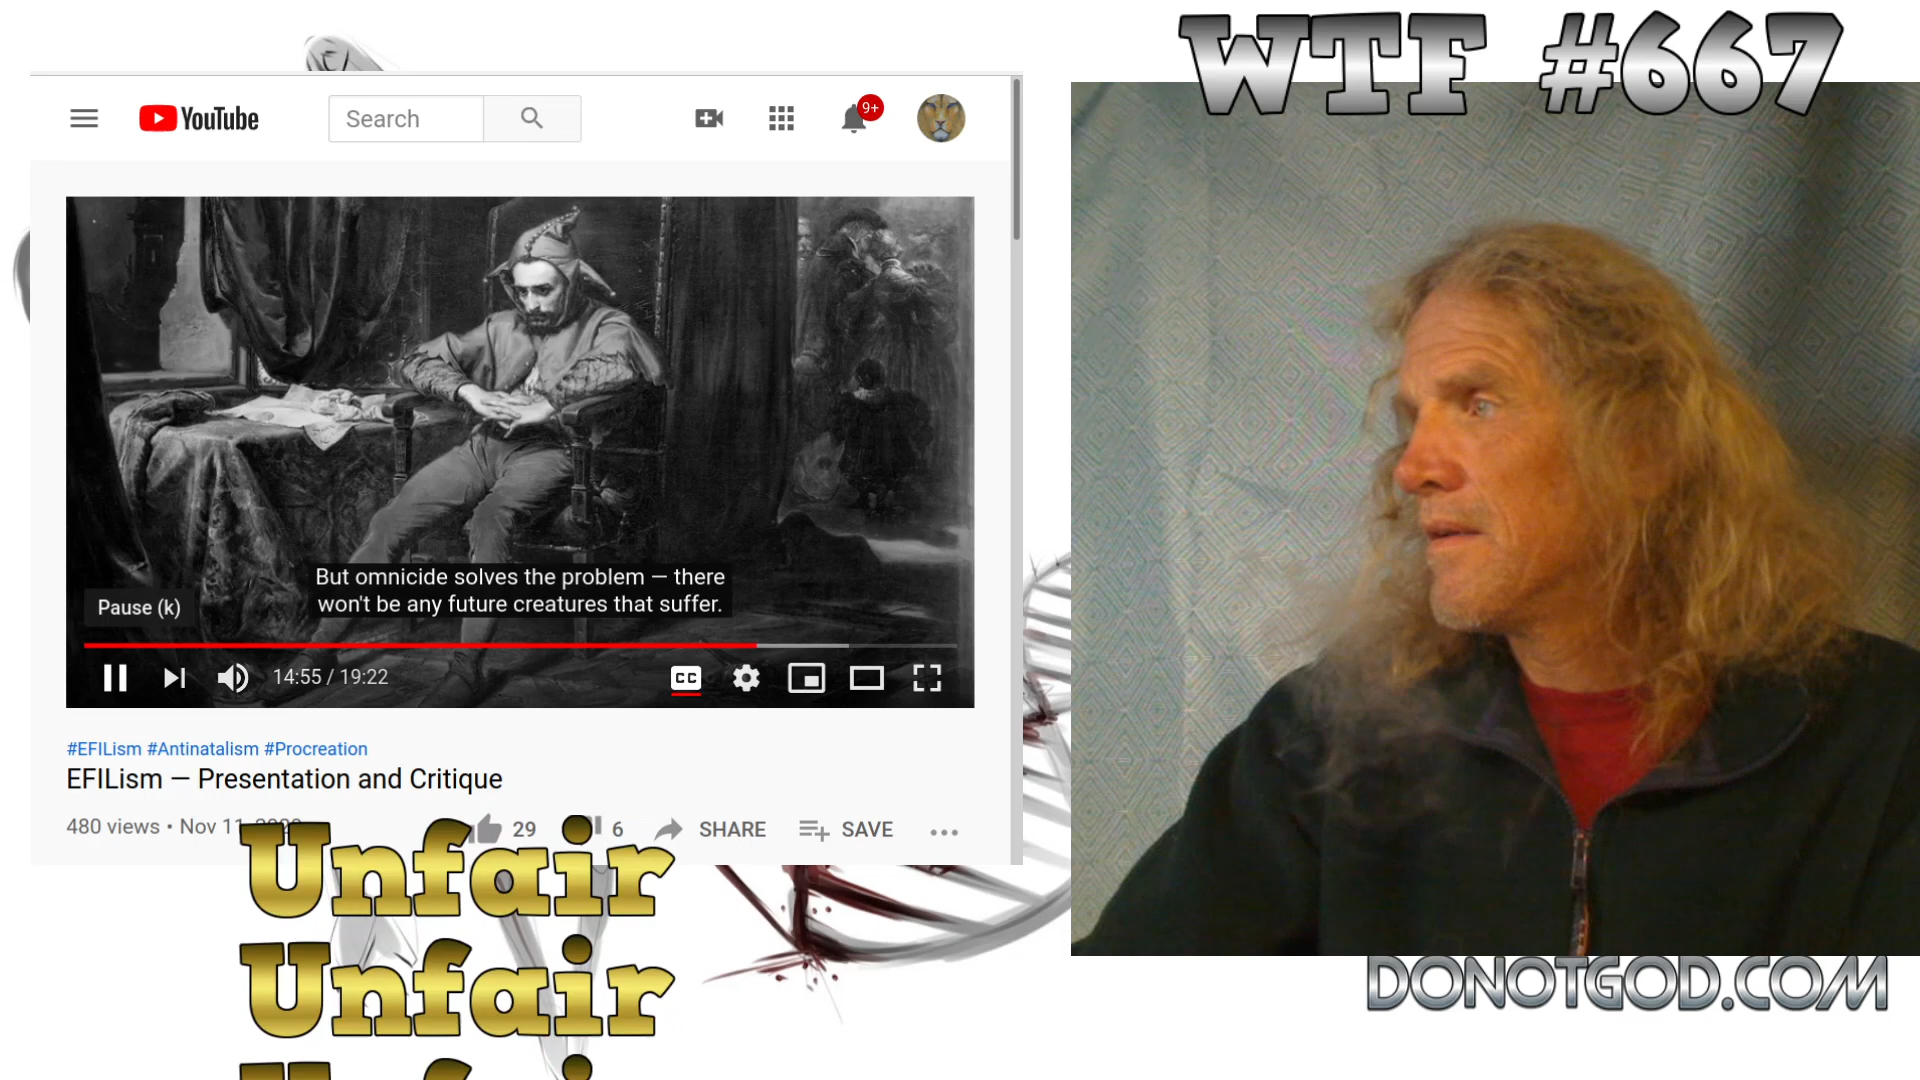 WTF #667
YouTube
Search
9+
But omnicide solves the problem — there
won't be any future creatures that suffer.
Pause (k)
CC
14:55 / 19:22
#EFILism #Antinatalism #Procreation
EFILism — Presentation and Critique
480 views • Nov 11
29
6
SHARE
SAVE
Unfair
Unfair
DONOTGOD.COM